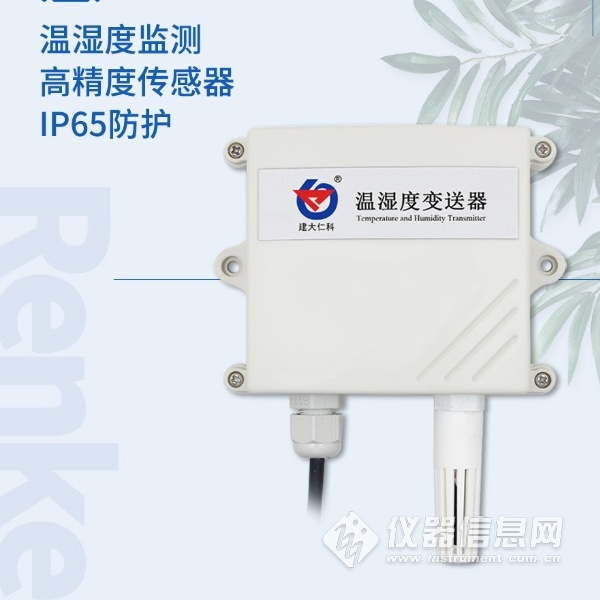 温湿度监测
高精度传感器
IP65防护
®
建大仁科
温湿度变送器
Temperature and Humidity Transmitter
Renke
仪器信息网
www.instrument.com.cn